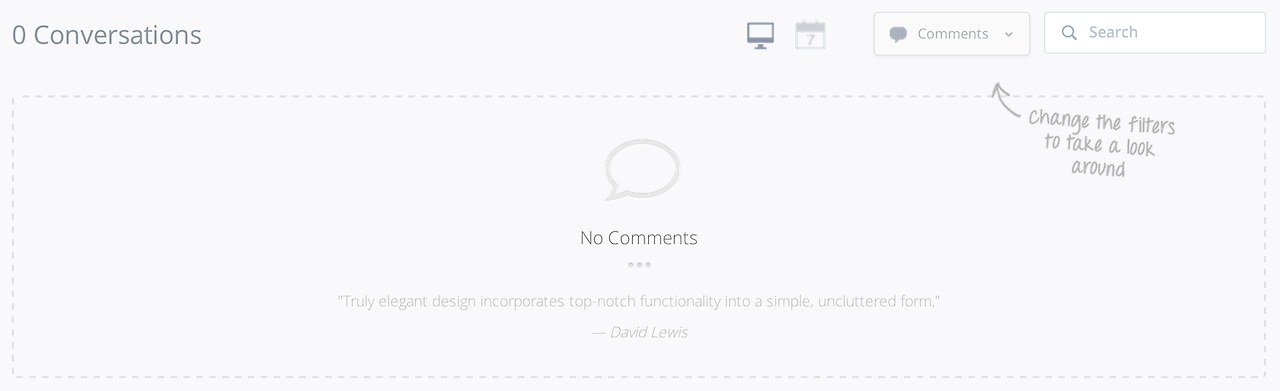 0 Conversations
7
Comments
Search
Change the filters
to take a look
around
No Comments
"Truly elegant design incorporates top-notch functionality into a simple, uncluttered form."
— David Lewis